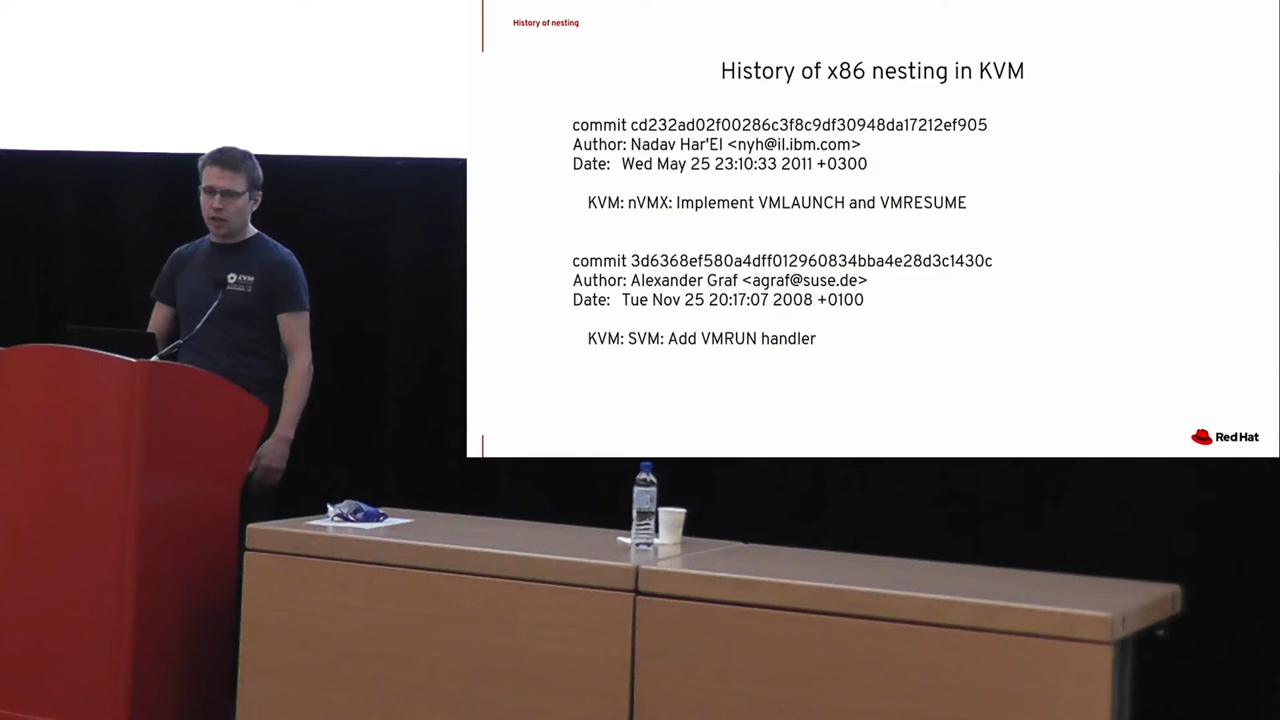 History of nesting
History of x86 nesting in KVM
commit cd232ad02f00286c3f8c9df30948da17212ef905
Author: Nadav Har'El <nyh@il.ibm.com>
Date: Wed May 25 23:10:33 2011 +0300
KVM: nVMX: Implement VMLAUNCH and VMRESUME
commit 3d6368ef580a4dff012960834bba4e28d3c1430c
Author: Alexander Graf <agraf@suse.de>
Date: Tue Nov 25 20:17:07 2008 +0100
KVM: SVM: Add VMRUN handler
Red Hat
KVM